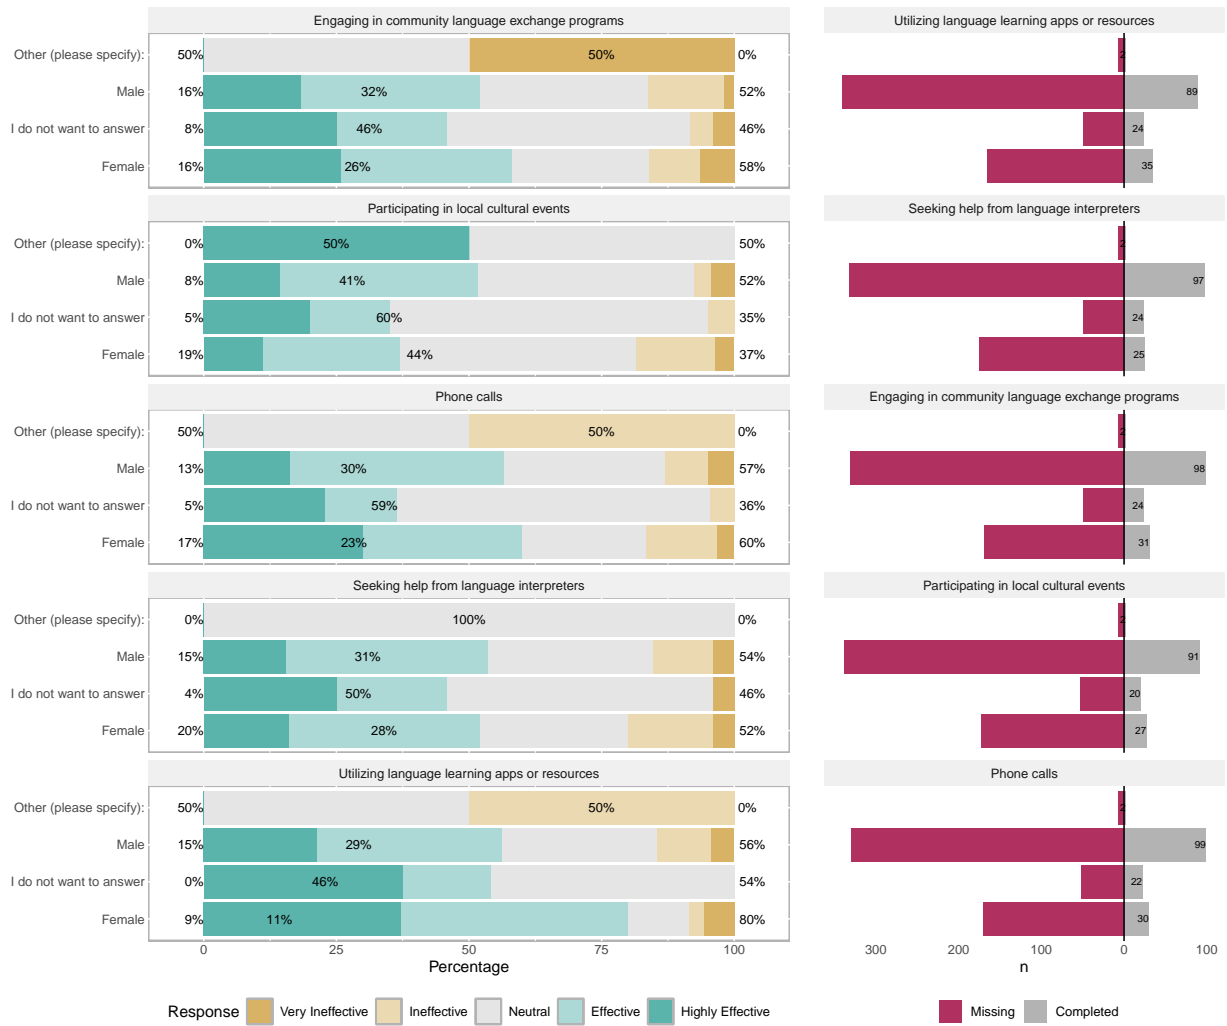 Engaging in community language exchange programs
Other (please specify): 50% 50% 0%
Male 16% 32% 52%
I do not want to answer 8% 46% 46%
Female 16% 26% 58%
Participating in local cultural events
Other (please specify): 0% 50% 50%
Male 8% 41% 52%
I do not want to answer 5% 60% 35%
Female 19% 44% 37%
Phone calls
Other (please specify): 50% 50% 0%
Male 13% 30% 57%
I do not want to answer 5% 59% 36%
Female 17% 23% 60%
Seeking help from language interpreters
Other (please specify): 0% 100% 0%
Male 15% 31% 54%
I do not want to answer 4% 50% 46%
Female 20% 28% 52%
Utilizing language learning apps or resources
Other (please specify): 50% 50% 0%
Male 15% 29% 56%
I do not want to answer 0% 46% 54%
Female 9% 11% 80%
0 25 50 75 100
Percentage
Utilizing language learning apps or resources
2
89
24
35
Seeking help from language interpreters
2
97
24
25
Engaging in community language exchange programs
2
98
24
31
Participating in local cultural events
2
91
20
27
Phone calls
2
99
22
30
300 200 100 0 100
n
Response Very Ineffective Ineffective Neutral Effective Highly Effective
Missing Completed